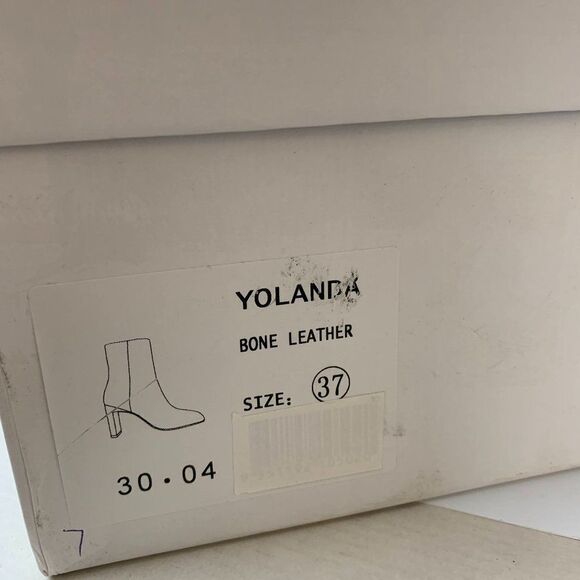 YOLANDA
BONE LEATHER
SIZE: 37
30·04
7